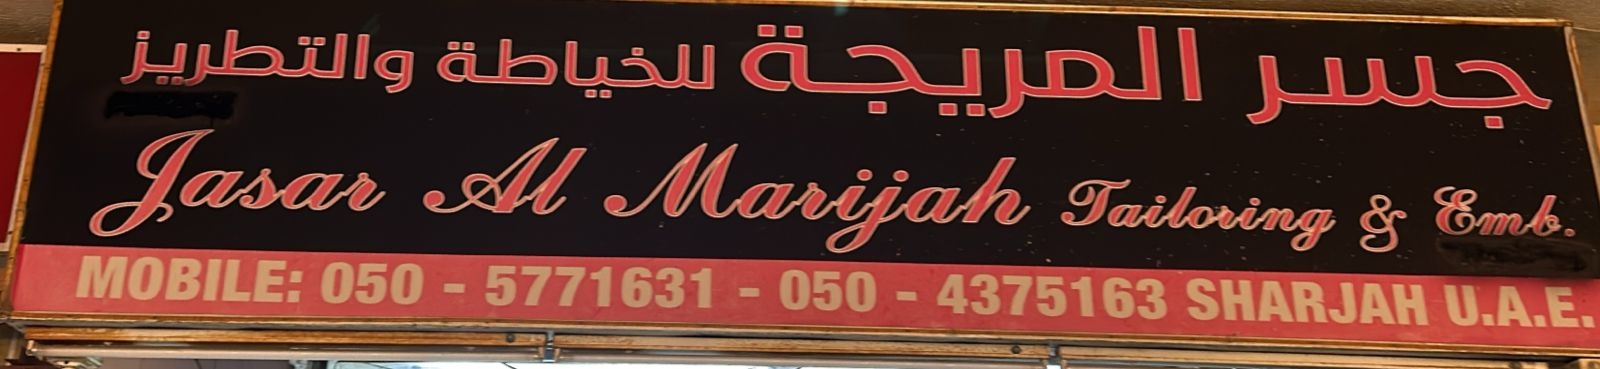 جسر المريجة للخياطة والتطريز
Jasar Al Marijah Tailoring & Emb.
MOBILE: 050 - 5771631 - 050 - 4375163 SHARJAH U.A.E.